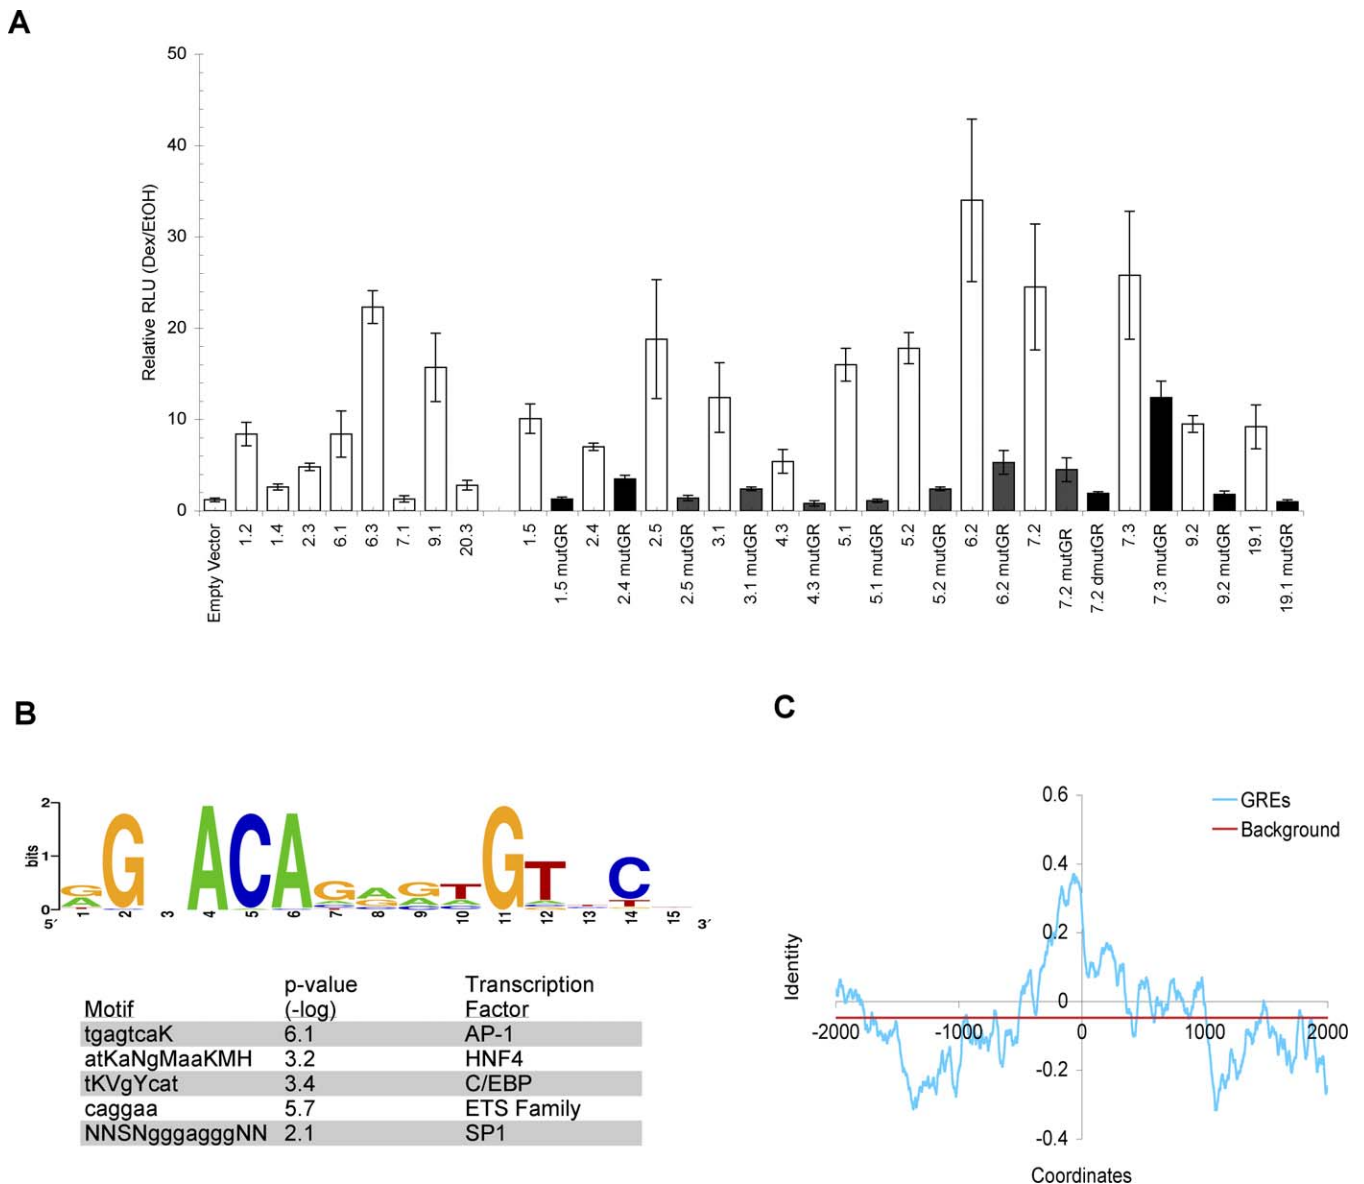 A
50
40
30
20
10
0
Relative RLU (Dex/EtOH)
Empty Vector
1.2
1.4
2.3
6.1
6.3
7.1
9.1
20.3
1.5
1.5 mutGR
2.4
2.4 mutGR
2.5
2.5 mutGR
3.1
3.1 mutGR
4.3
4.3 mutGR
5.1
5.1 mutGR
5.2
5.2 mutGR
6.2
6.2 mutGR
7.2
7.2 mutGR
7.2 dmutGR
7.3
7.3 mutGR
9.2
9.2 mutGR
19.1
19.1 mutGR
B
2
1
0
bits
5′ 1 2 3 4 5 6 7 8 9 10 11 12 13 14 15 3′
Motif p-value (-log) Transcription Factor
tgagtcaK 6.1 AP-1
atKaNgMaaKMH 3.2 HNF4
tKVgYcat 3.4 C/EBP
caggaa 5.7 ETS Family
NNSNgggagggNN 2.1 SP1
C
0.6
0.4
0.2
0
-0.2
-0.4
Identity
GREs
Background
-2000 -1000 0 1000 2000
Coordinates